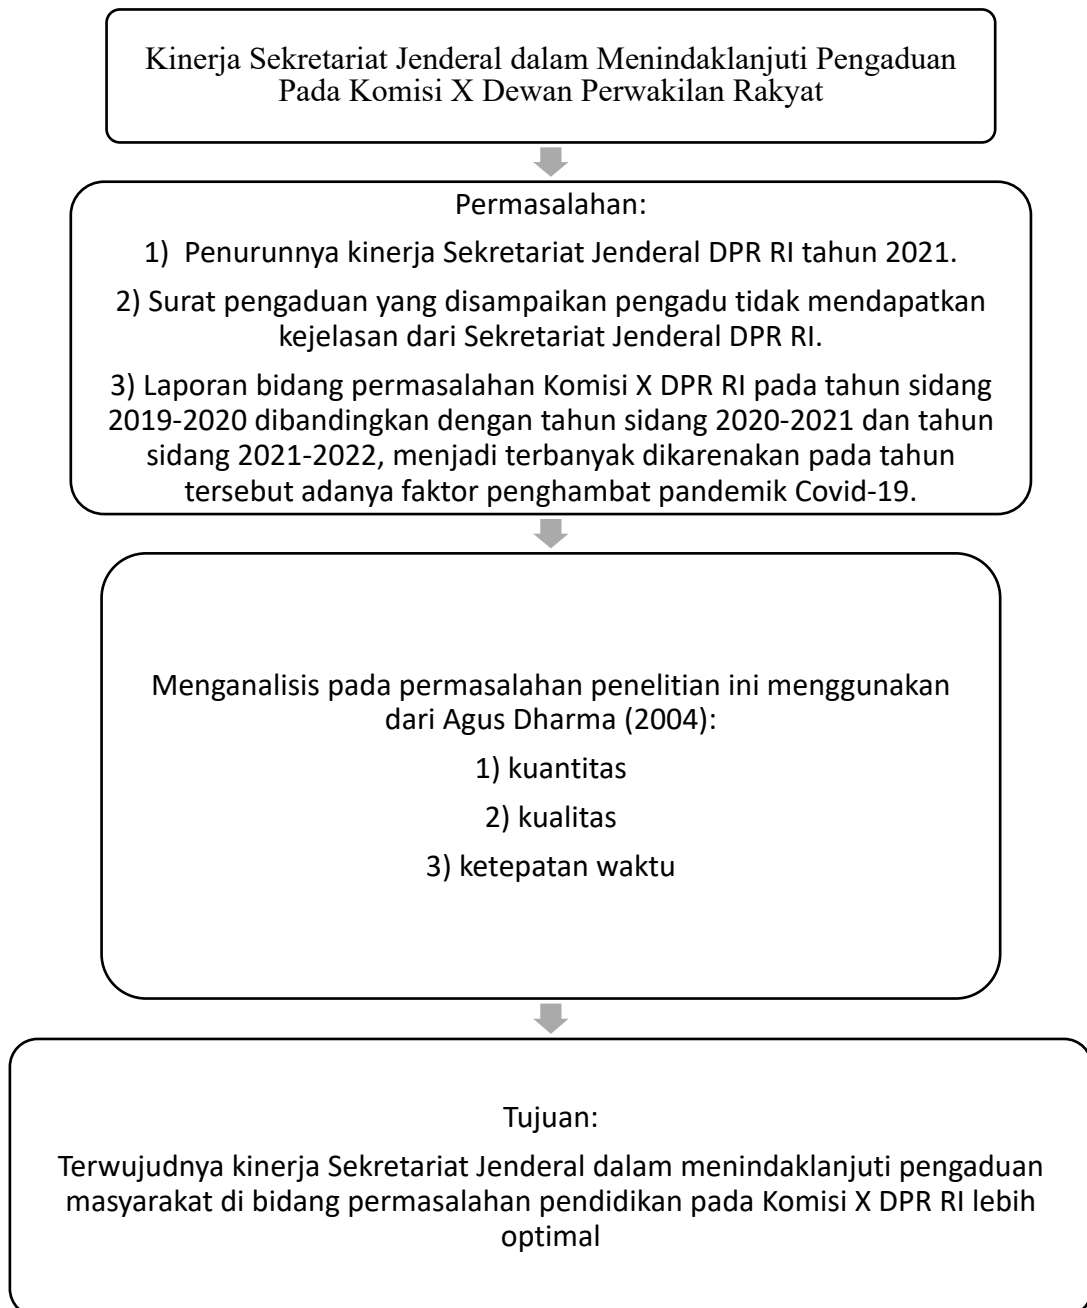 Kinerja Sekretariat Jenderal dalam Menindaklanjuti Pengaduan
Pada Komisi X Dewan Perwakilan Rakyat
Permasalahan:
1) Penurunnya kinerja Sekretariat Jenderal DPR RI tahun 2021.
2) Surat pengaduan yang disampaikan pengadu tidak mendapatkan
kejelasan dari Sekretariat Jenderal DPR RI.
3) Laporan bidang permasalahan Komisi X DPR RI pada tahun sidang
2019-2020 dibandingkan dengan tahun sidang 2020-2021 dan tahun
sidang 2021-2022, menjadi terbanyak dikarenakan pada tahun
tersebut adanya faktor penghambat pandemik Covid-19.
Menganalisis pada permasalahan penelitian ini menggunakan
dari Agus Dharma (2004):
1) kuantitas
2) kualitas
3) ketepatan waktu
Tujuan:
Terwujudnya kinerja Sekretariat Jenderal dalam menindaklanjuti pengaduan
masyarakat di bidang permasalahan pendidikan pada Komisi X DPR RI lebih
optimal